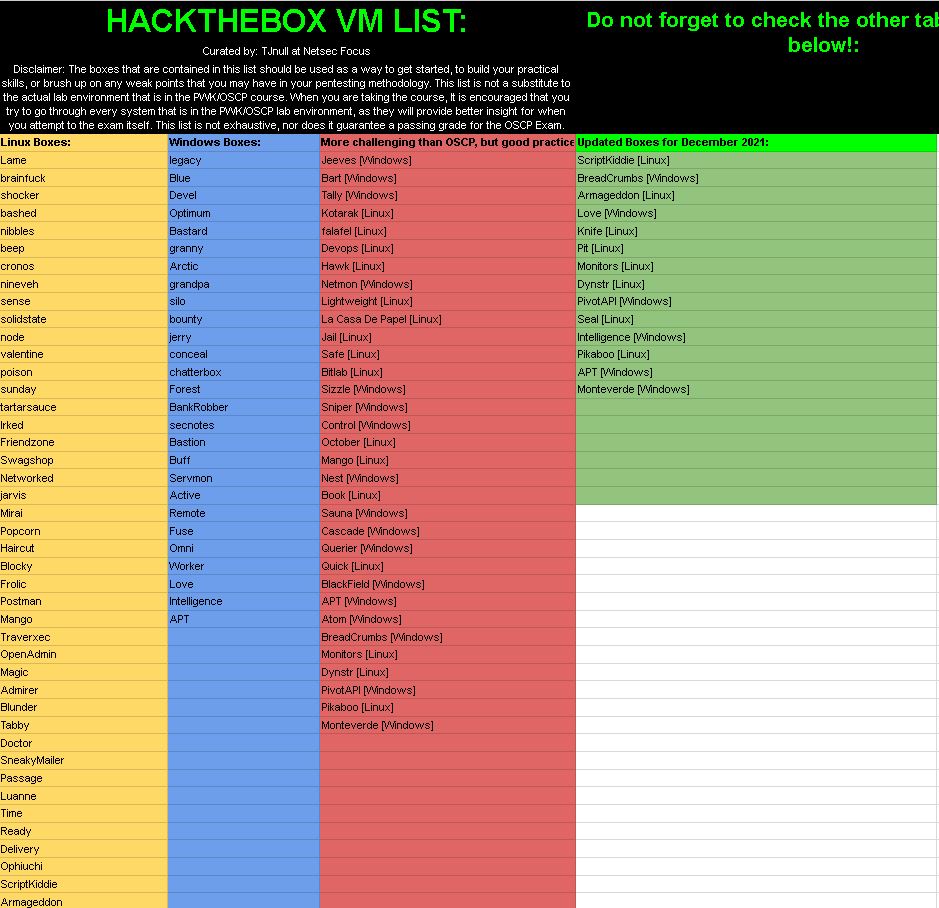 HACKTHEBOX VM LIST:
Do not forget to check the other tab
below!:
Curated by: TJnull at Netsec Focus
Disclaimer: The boxes that are contained in this list should be used as a way to get started, to build your practical
skills, or brush up on any weak points that you may have in your pentesting methodology. This list is not a substitute to
the actual lab environment that is in the PWK/OSCP course. When you are taking the course, It is encouraged that you
try to go through every system that is in the PWK/OSCP lab environment, as they will provide better insight for when
you attempt to the exam itself. This list is not exhaustive, nor does it guarantee a passing grade for the OSCP Exam.
Linux Boxes: Windows Boxes: More challenging than OSCP, but good practice Updated Boxes for December 2021:
Lame legacy Jeeves [Windows] ScriptKiddie [Linux]
brainfuck Blue Bart [Windows] BreadCrumbs [Windows]
shocker Devel Tally [Windows] Armageddon [Linux]
bashed Optimum Kotarak [Linux] Love [Windows]
nibbles Bastard falafel [Linux] Knife [Linux]
beep granny Devops [Linux] Pit [Linux]
cronos Arctic Hawk [Linux] Monitors [Linux]
nineveh grandpa Netmon [Windows] Dynstr [Linux]
sense silo Lightweight [Linux] PivotAPI [Windows]
solidstate bounty La Casa De Papel [Linux] Seal [Linux]
node jerry Jail [Linux] Intelligence [Windows]
valentine conceal Safe [Linux] Pikaboo [Linux]
poison chatterbox Bitlab [Linux] APT [Windows]
sunday Forest Sizzle [Windows] Monteverde [Windows]
tartarsauce BankRobber Sniper [Windows]
Irked secnotes Control [Windows]
Friendzone Bastion October [Linux]
Swagshop Buff Mango [Linux]
Networked Servmon Nest [Windows]
jarvis Active Book [Linux]
Mirai Remote Sauna [Windows]
Popcorn Fuse Cascade [Windows]
Haircut Omni Querier [Windows]
Blocky Worker Quick [Linux]
Frolic Love BlackField [Windows]
Postman Intelligence APT [Windows]
Mango APT Atom [Windows]
Traverxec BreadCrumbs [Windows]
OpenAdmin Monitors [Linux]
Magic Dynstr [Linux]
Admirer PivotAPI [Windows]
Blunder Pikaboo [Linux]
Tabby Monteverde [Windows]
Doctor
SneakyMailer
Passage
Luanne
Time
Ready
Delivery
Ophiuchi
ScriptKiddie
Armageddon